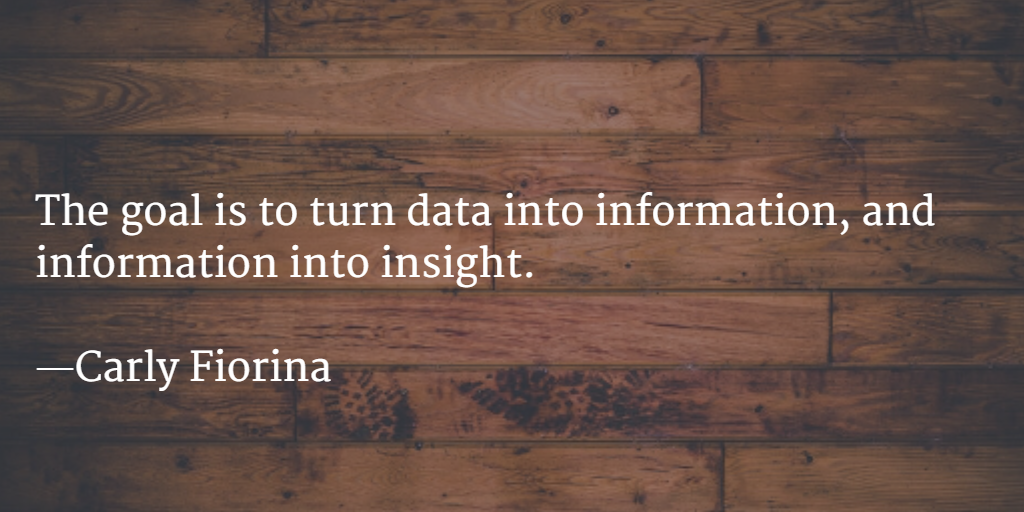 The goal is to turn data into information, and
information into insight.
—Carly Fiorina